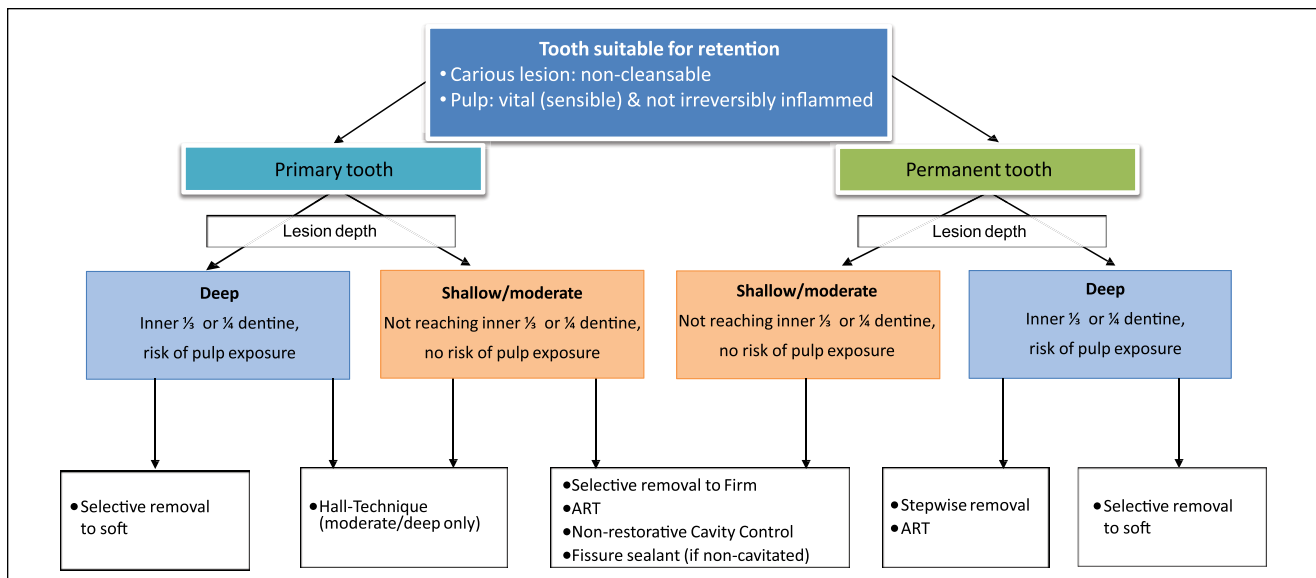 Tooth suitable for retention
• Carious lesion: non-cleansable
• Pulp: vital (sensible) & not irreversibly inflammed
Primary tooth
Permanent tooth
Lesion depth
Lesion depth
Deep
Inner ⅓ or ¼ dentine,
risk of pulp exposure
Shallow/moderate
Not reaching inner ⅓ or ¼ dentine,
no risk of pulp exposure
Shallow/moderate
Not reaching inner ⅓ or ¼ dentine,
no risk of pulp exposure
Deep
Inner ⅓ or ¼ dentine,
risk of pulp exposure
●Selective removal
to soft
●Hall-Technique
(moderate/deep only)
●Selective removal to Firm
●ART
●Non-restorative Cavity Control
●Fissure sealant (if non-cavitated)
●Stepwise removal
●ART
●Selective removal
to soft